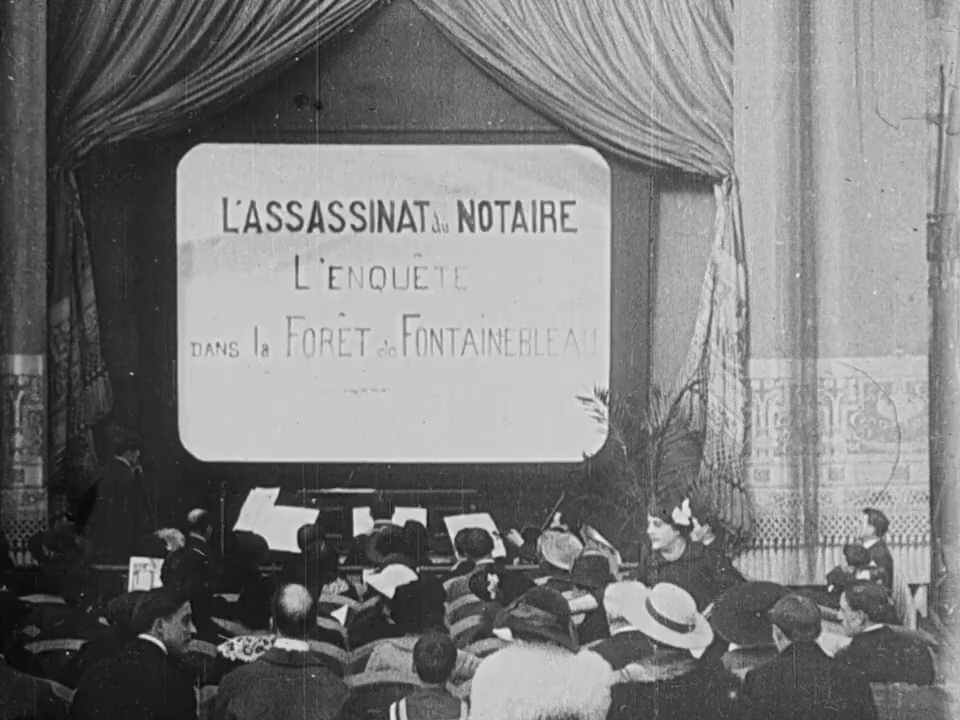 L'ASSASSINAT du NOTAIRE
L'ENQUÊTE
DANS la FORÊT de FONTAINEBLEAU